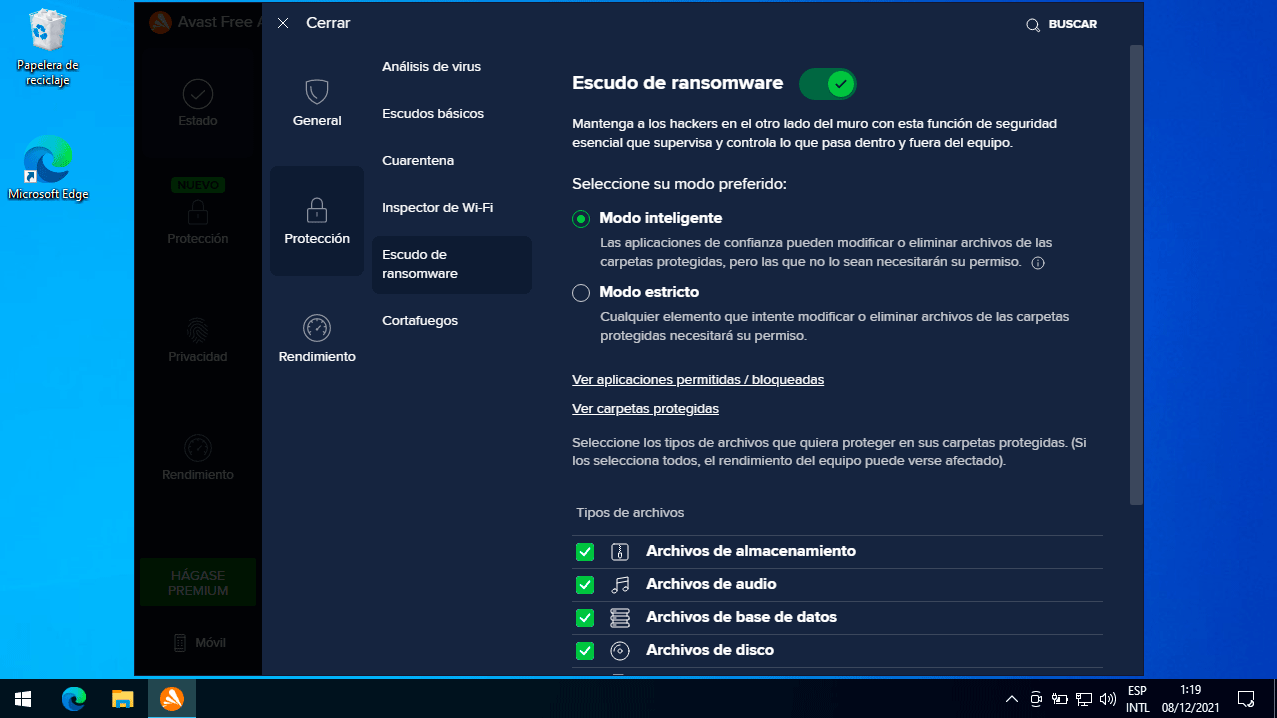 Papelera de
reciclaje
Microsoft Edge
Avast Free A
Estado
NUEVO
Protección
Privacidad
Rendimiento
HÁGASE
PREMIUM
Móvil
Cerrar
BUSCAR
General
Protección
Rendimiento
Análisis de virus
Escudos básicos
Cuarentena
Inspector de Wi-Fi
Escudo de
ransomware
Cortafuegos
Escudo de ransomware
Mantenga a los hackers en el otro lado del muro con esta función de seguridad
esencial que supervisa y controla lo que pasa dentro y fuera del equipo.
Seleccione su modo preferido:
Modo inteligente
Las aplicaciones de confianza pueden modificar o eliminar archivos de las
carpetas protegidas, pero las que no lo sean necesitarán su permiso.
Modo estricto
Cualquier elemento que intente modificar o eliminar archivos de las carpetas
protegidas necesitará su permiso.
Ver aplicaciones permitidas / bloqueadas
Ver carpetas protegidas
Seleccione los tipos de archivos que quiera proteger en sus carpetas protegidas. (Si
los selecciona todos, el rendimiento del equipo puede verse afectado).
Tipos de archivos
Archivos de almacenamiento
Archivos de audio
Archivos de base de datos
Archivos de disco
ESP
INTL
1:19
08/12/2021